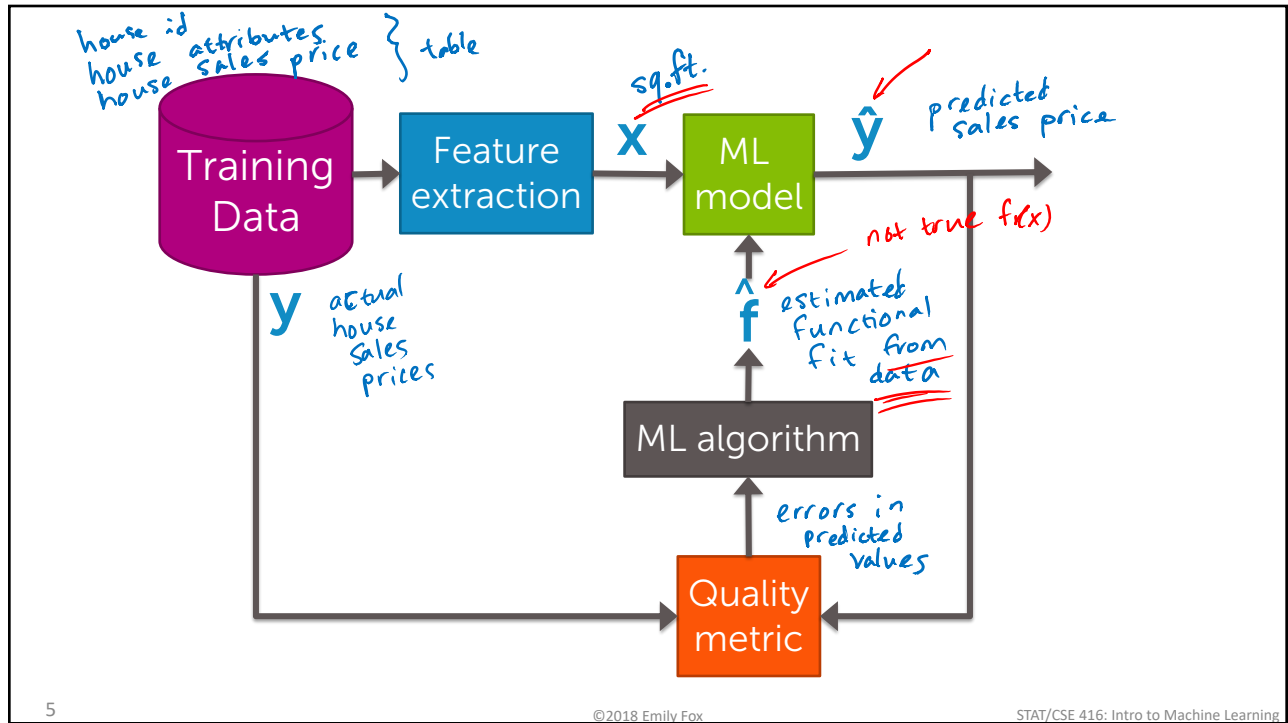 house id
house attributes
house sales price } table
Training
Data
Feature
extraction
sq.ft.
x
ML
model
ŷ
predicted
sales price
not true f(x)
y
actual
house
sales
prices
f̂
estimated
functional
fit from
data
ML algorithm
errors in
predicted
values
Quality
metric
5
©2018 Emily Fox
STAT/CSE 416: Intro to Machine Learning